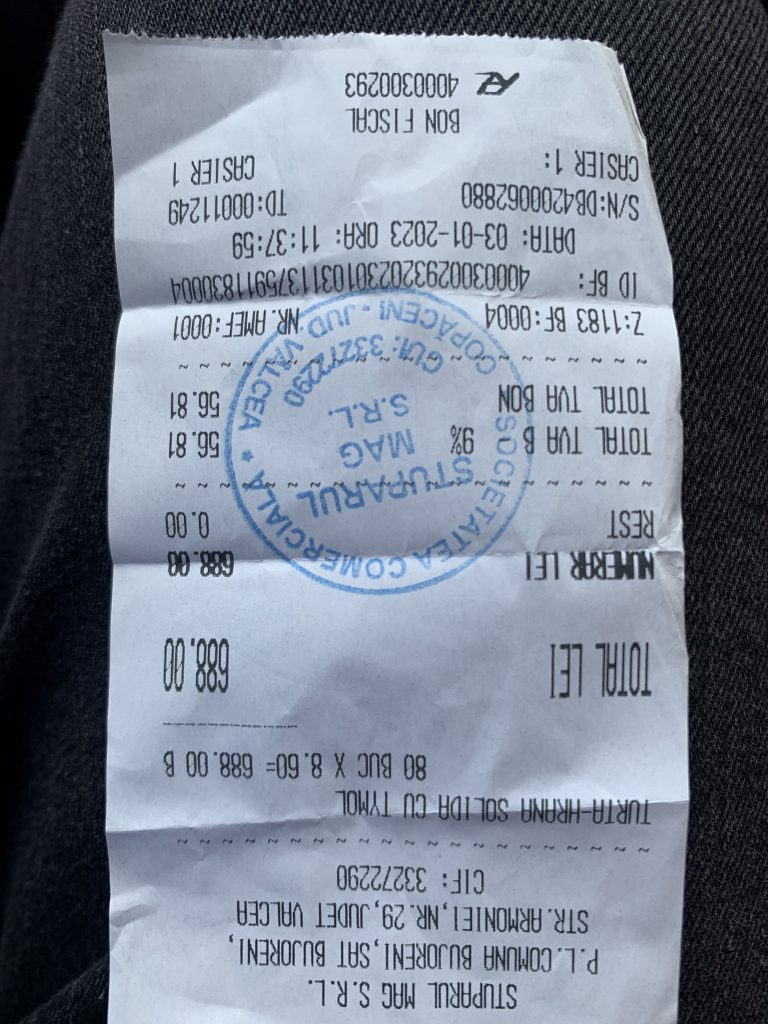 STUPARUL MAG S.R.L.
P.L.COMUNA BUJORENI,SAT BUJORENI,
STR.ARMONIEI,NR.29,JUDET VALCEA
CIF: 33272290
TURTA-HRANA SOLIDA CU TYMOL
80 BUC X 8.60= 688.00 B
TOTAL LEI 688.00
NUMERAR LEI 688.00
REST 0.00
TOTAL TVA B 9% 56.81
TOTAL TVA BON 56.81
Z:1183 BF:0004 NR.AMEF:0001
ID BF: 40003002932023010311375911830004
DATA: 03-01-2023 ORA: 11:37:59
S/N:DB4200062880 TD:00011249
CASIER 1: CASIER 1
BON FISCAL
4000300293
SOCIETATEA COMERCIALA * COPĂCENI - JUD VÂLCEA
STUPARUL
MAG
S.R.L.
CUI: 33272290